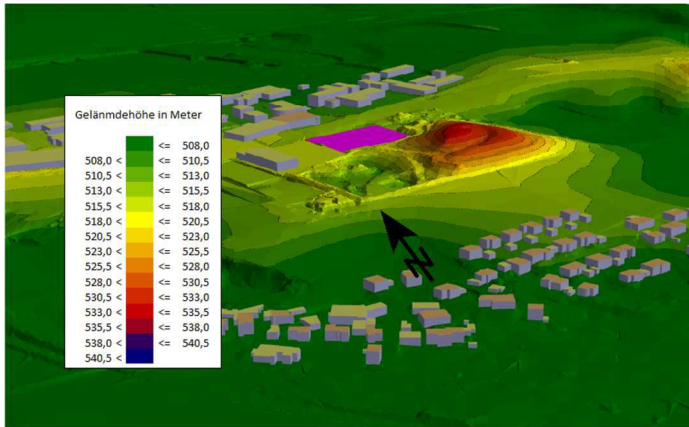 Gelänmdehöhe in Meter
<= 508,0
508,0 < <= 510,5
510,5 < <= 513,0
513,0 < <= 515,5
515,5 < <= 518,0
518,0 < <= 520,5
520,5 < <= 523,0
523,0 < <= 525,5
525,5 < <= 528,0
528,0 < <= 530,5
530,5 < <= 533,0
533,0 < <= 535,5
535,5 < <= 538,0
538,0 < <= 540,5
540,5 <
N